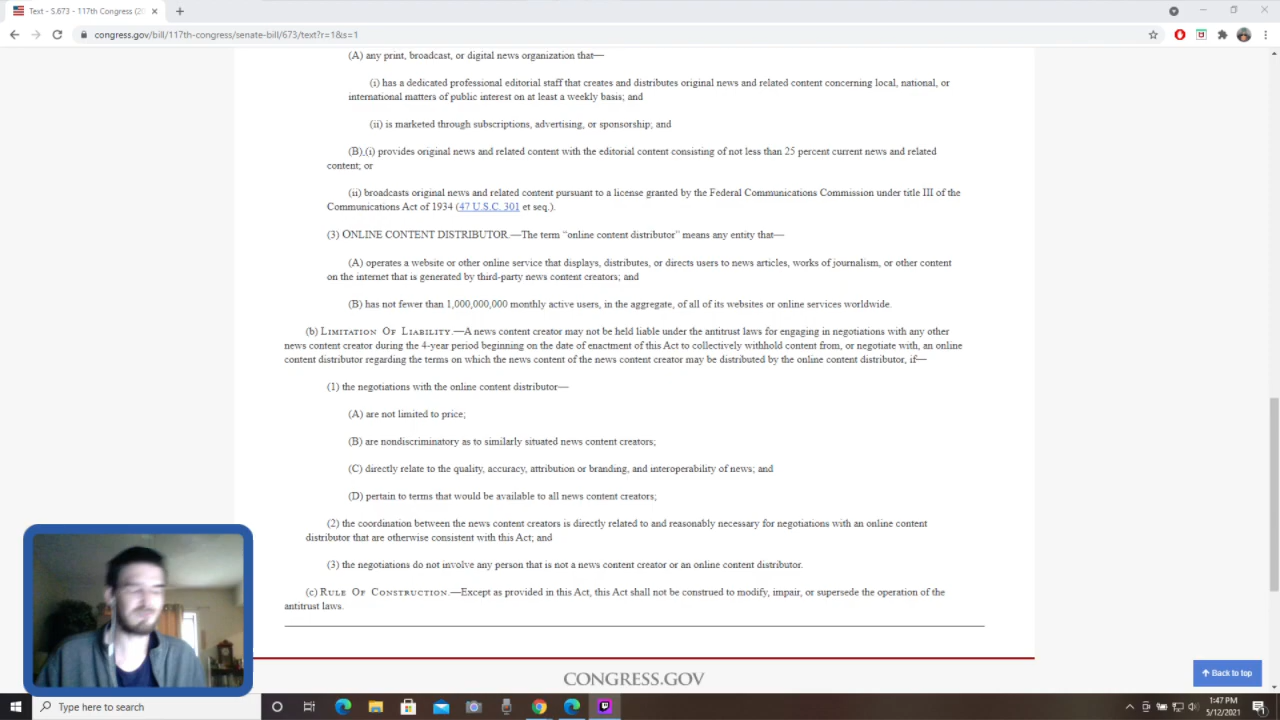 Text - S.673 - 117th Congress (20
congress.gov/bill/117th-congress/senate-bill/673/text?r=1&s=1
(A) any print, broadcast, or digital news organization that—
(i) has a dedicated professional editorial staff that creates and distributes original news and related content concerning local, national, or
international matters of public interest on at least a weekly basis; and
(ii) is marketed through subscriptions, advertising, or sponsorship; and
(B) (i) provides original news and related content with the editorial content consisting of not less than 25 percent current news and related
content; or
(ii) broadcasts original news and related content pursuant to a license granted by the Federal Communications Commission under title III of the
Communications Act of 1934 (47 U.S.C. 301 et seq.).
(3) ONLINE CONTENT DISTRIBUTOR.—The term “online content distributor” means any entity that—
(A) operates a website or other online service that displays, distributes, or directs users to news articles, works of journalism, or other content
on the internet that is generated by third-party news content creators; and
(B) has not fewer than 1,000,000,000 monthly active users, in the aggregate, of all of its websites or online services worldwide.
(b) LIMITATION OF LIABILITY.—A news content creator may not be held liable under the antitrust laws for engaging in negotiations with any other
news content creator during the 4-year period beginning on the date of enactment of this Act to collectively withhold content from, or negotiate with, an online
content distributor regarding the terms on which the news content of the news content creator may be distributed by the online content distributor, if—
(1) the negotiations with the online content distributor—
(A) are not limited to price;
(B) are nondiscriminatory as to similarly situated news content creators;
(C) directly relate to the quality, accuracy, attribution or branding, and interoperability of news; and
(D) pertain to terms that would be available to all news content creators;
(2) the coordination between the news content creators is directly related to and reasonably necessary for negotiations with an online content
distributor that are otherwise consistent with this Act; and
(3) the negotiations do not involve any person that is not a news content creator or an online content distributor.
(c) RULE OF CONSTRUCTION.—Except as provided in this Act, this Act shall not be construed to modify, impair, or supersede the operation of the
antitrust laws.
CONGRESS.GOV
Back to top
Type here to search
1:47 PM
5/12/2021